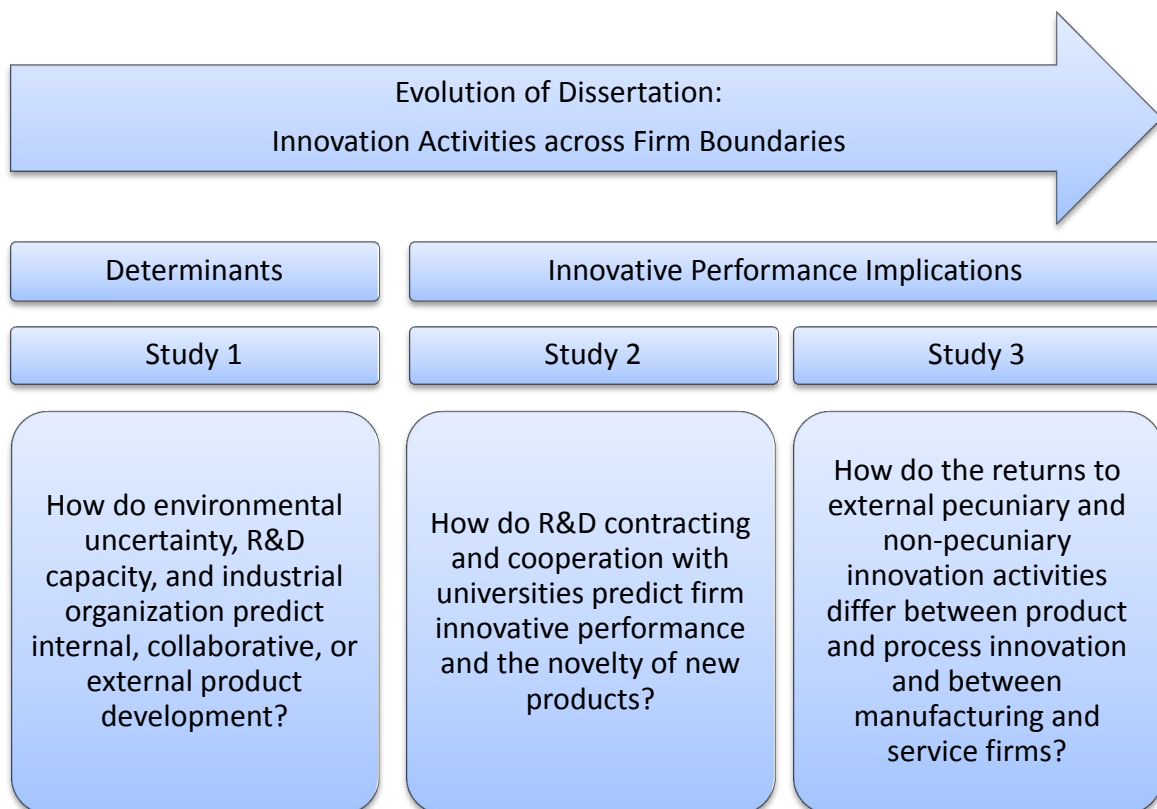 Evolution of Dissertation:
Innovation Activities across Firm Boundaries
Determinants
Innovative Performance Implications
Study 1
Study 2
Study 3
How do environmental
uncertainty, R&D
capacity, and industrial
organization predict
internal, collaborative, or
external product
development?
How do R&D contracting
and cooperation with
universities predict firm
innovative performance
and the novelty of new
products?
How do the returns to
external pecuniary and
non-pecuniary
innovation activities
differ between product
and process innovation
and between
manufacturing and
service firms?